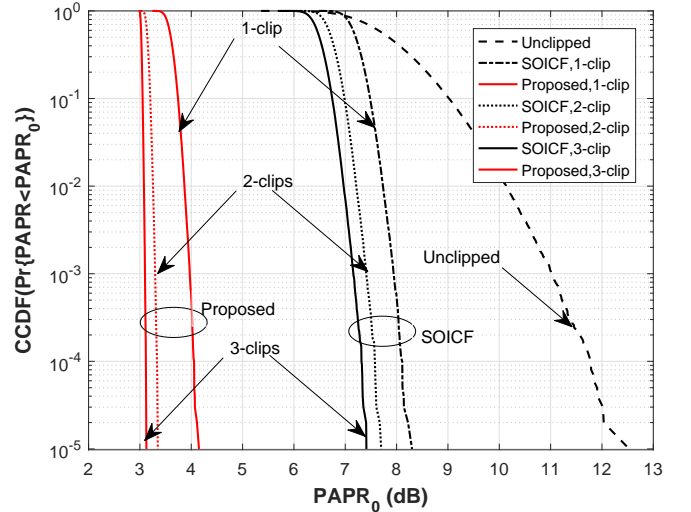 CCDF(Pr{PAPR<PAPR0})
10^0
10^-1
10^-2
10^-3
10^-4
10^-5
1-clip
2-clips
3-clips
Proposed
SOICF
Unclipped
Unclipped
SOICF,1-clip
Proposed,1-clip
SOICF,2-clip
Proposed,2-clip
SOICF,3-clip
Proposed,3-clip
2 3 4 5 6 7 8 9 10 11 12 13
PAPR0 (dB)